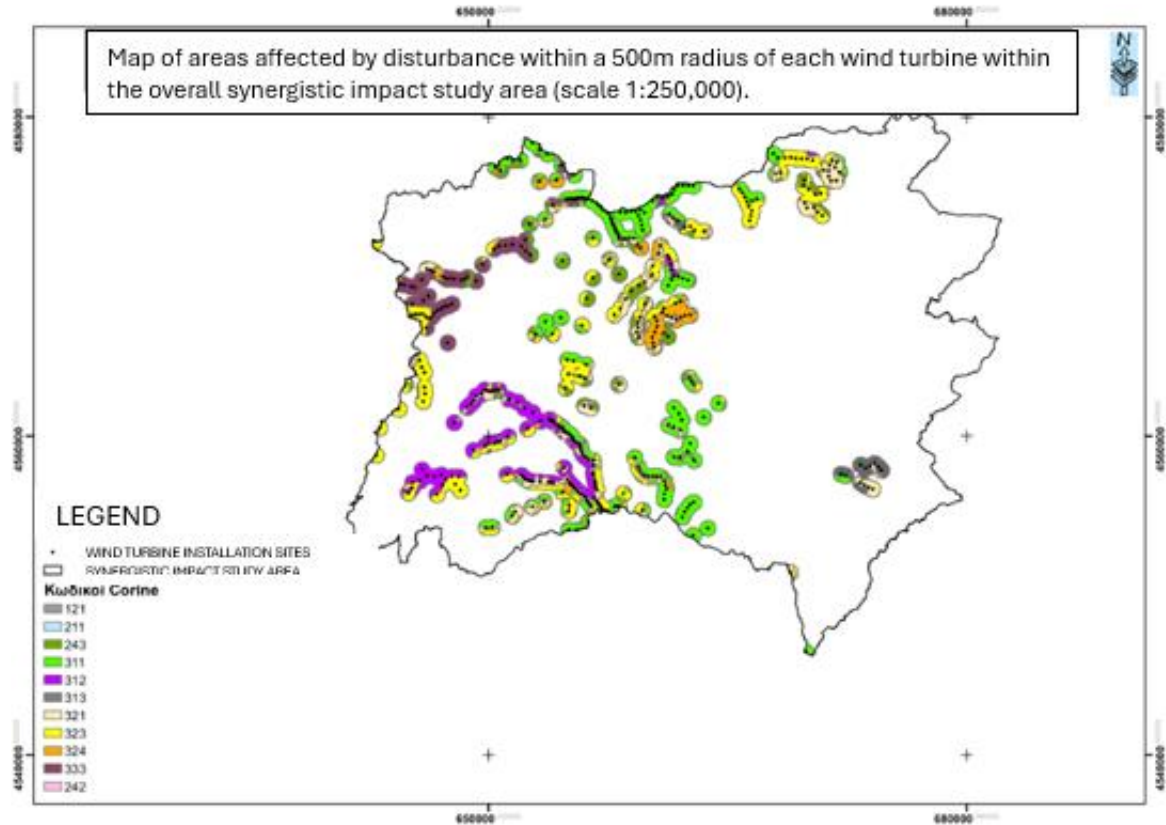 650000
680000
N
Map of areas affected by disturbance within a 500m radius of each wind turbine within
the overall synergistic impact study area (scale 1:250,000).
4580000
4580000
4560000
4560000
LEGEND
WIND TURBINE INSTALLATION SITES
SYNERGISTIC IMPACT STUDY AREA
Κωδικοί Corine
121
211
243
311
312
313
321
323
324
333
242
650000
680000